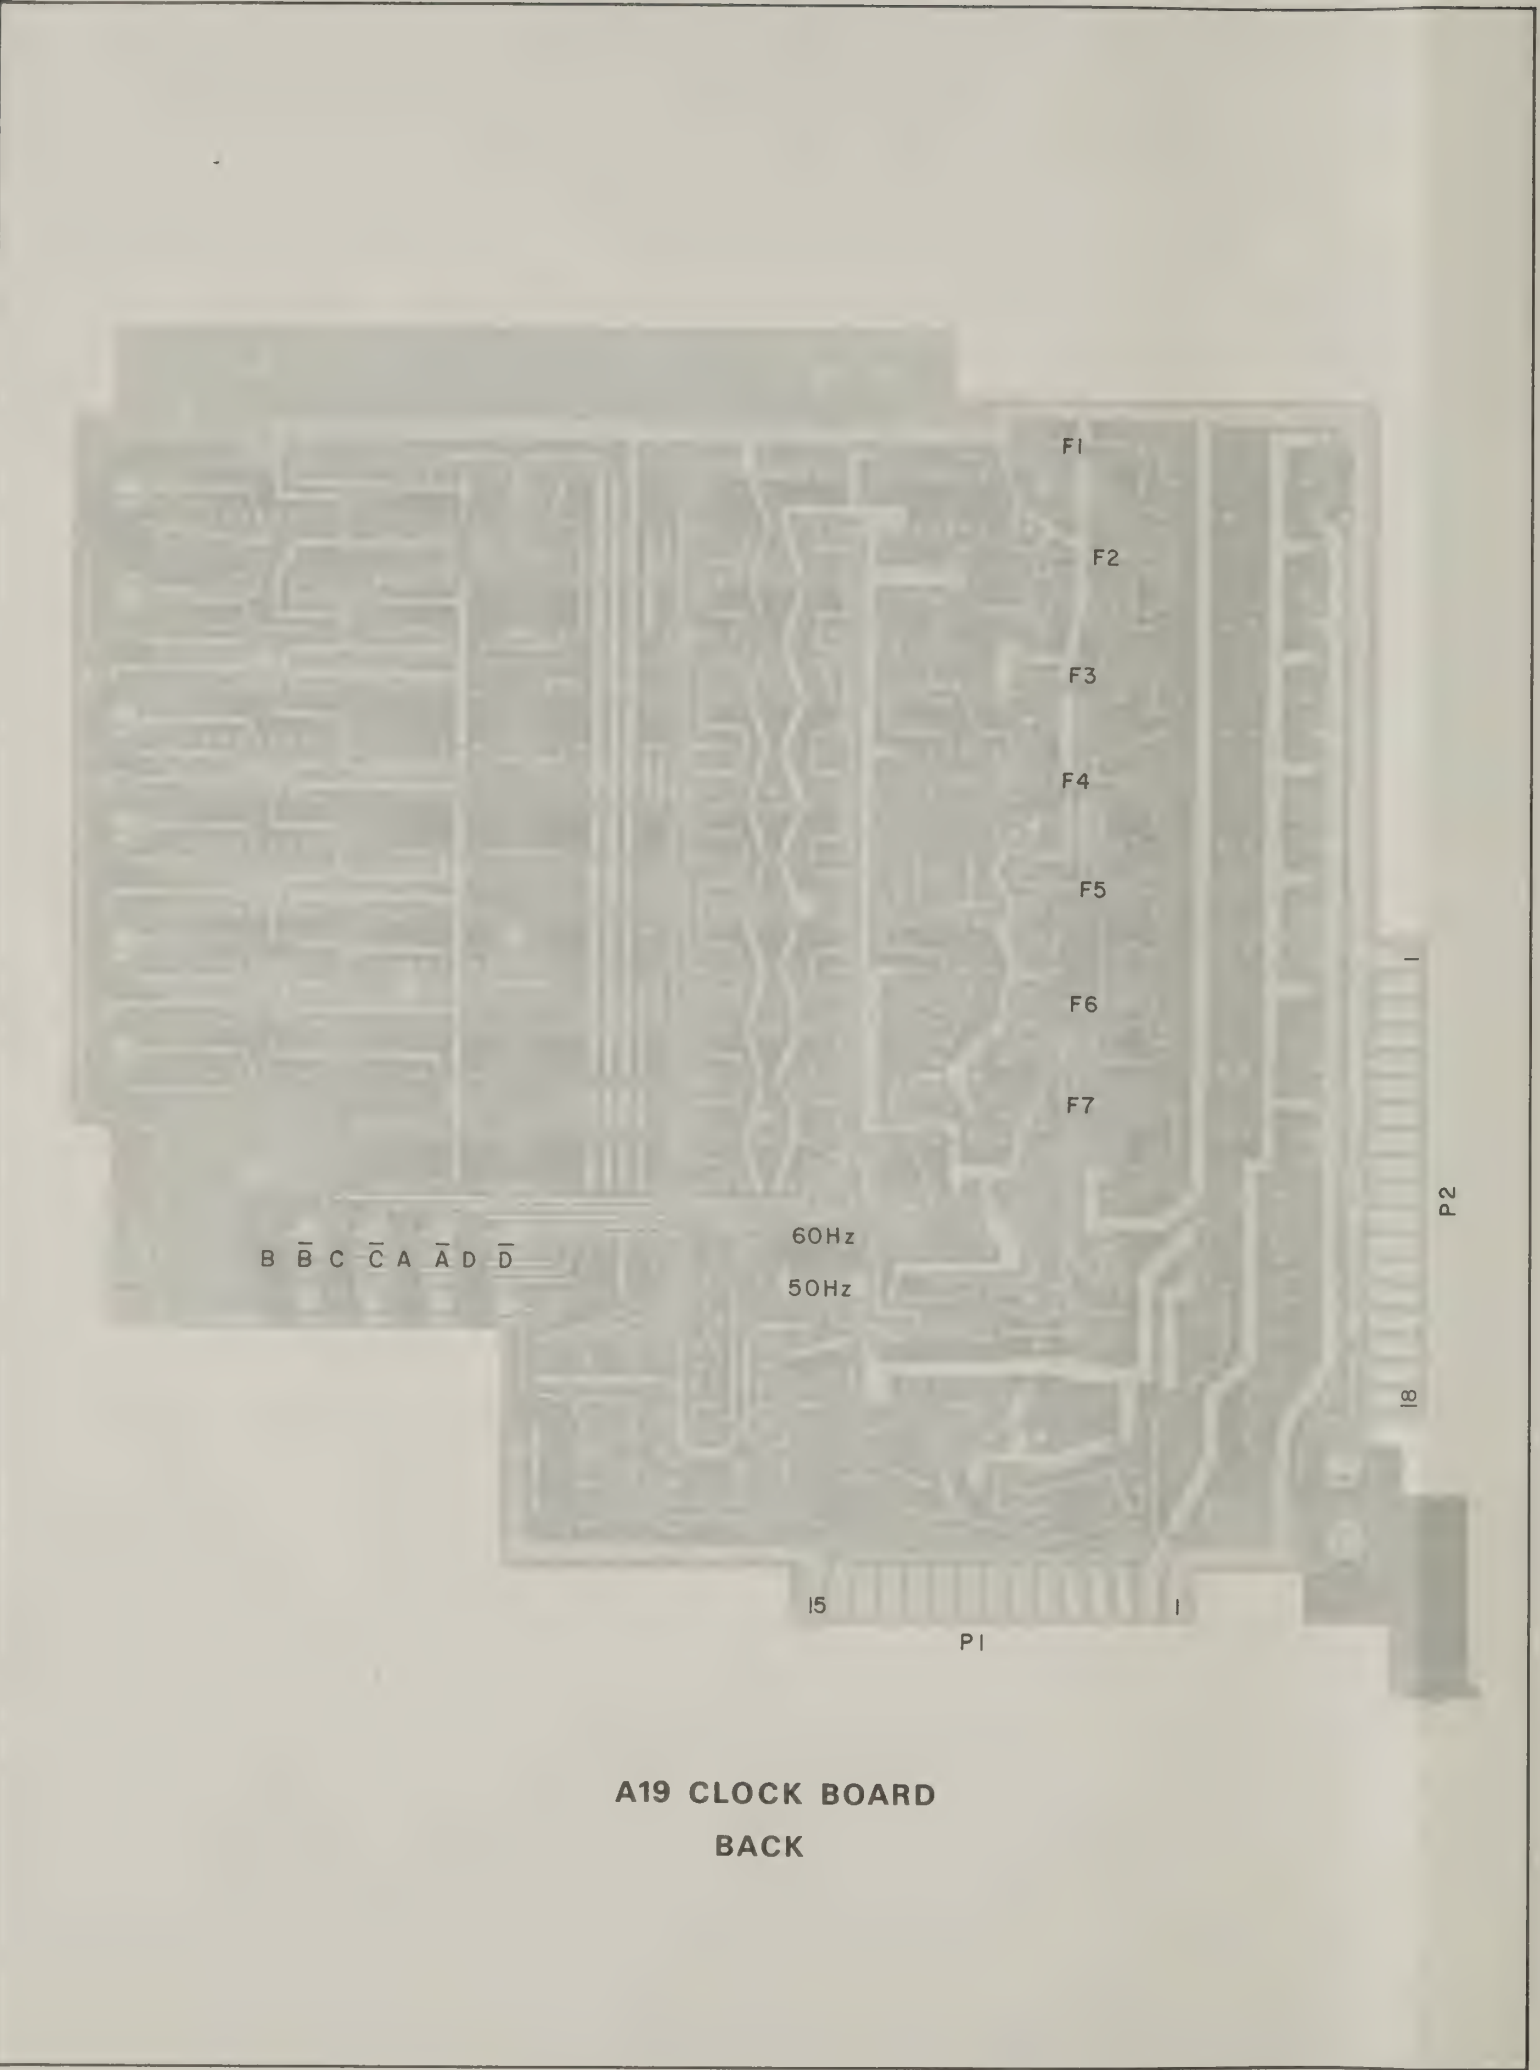 F1
F2
F3
F4
F5
1
F6
F7
P2
60Hz
B B̅ C C̅ A A̅ D D̅
50Hz
18
15 1
P1
A19 CLOCK BOARD
BACK